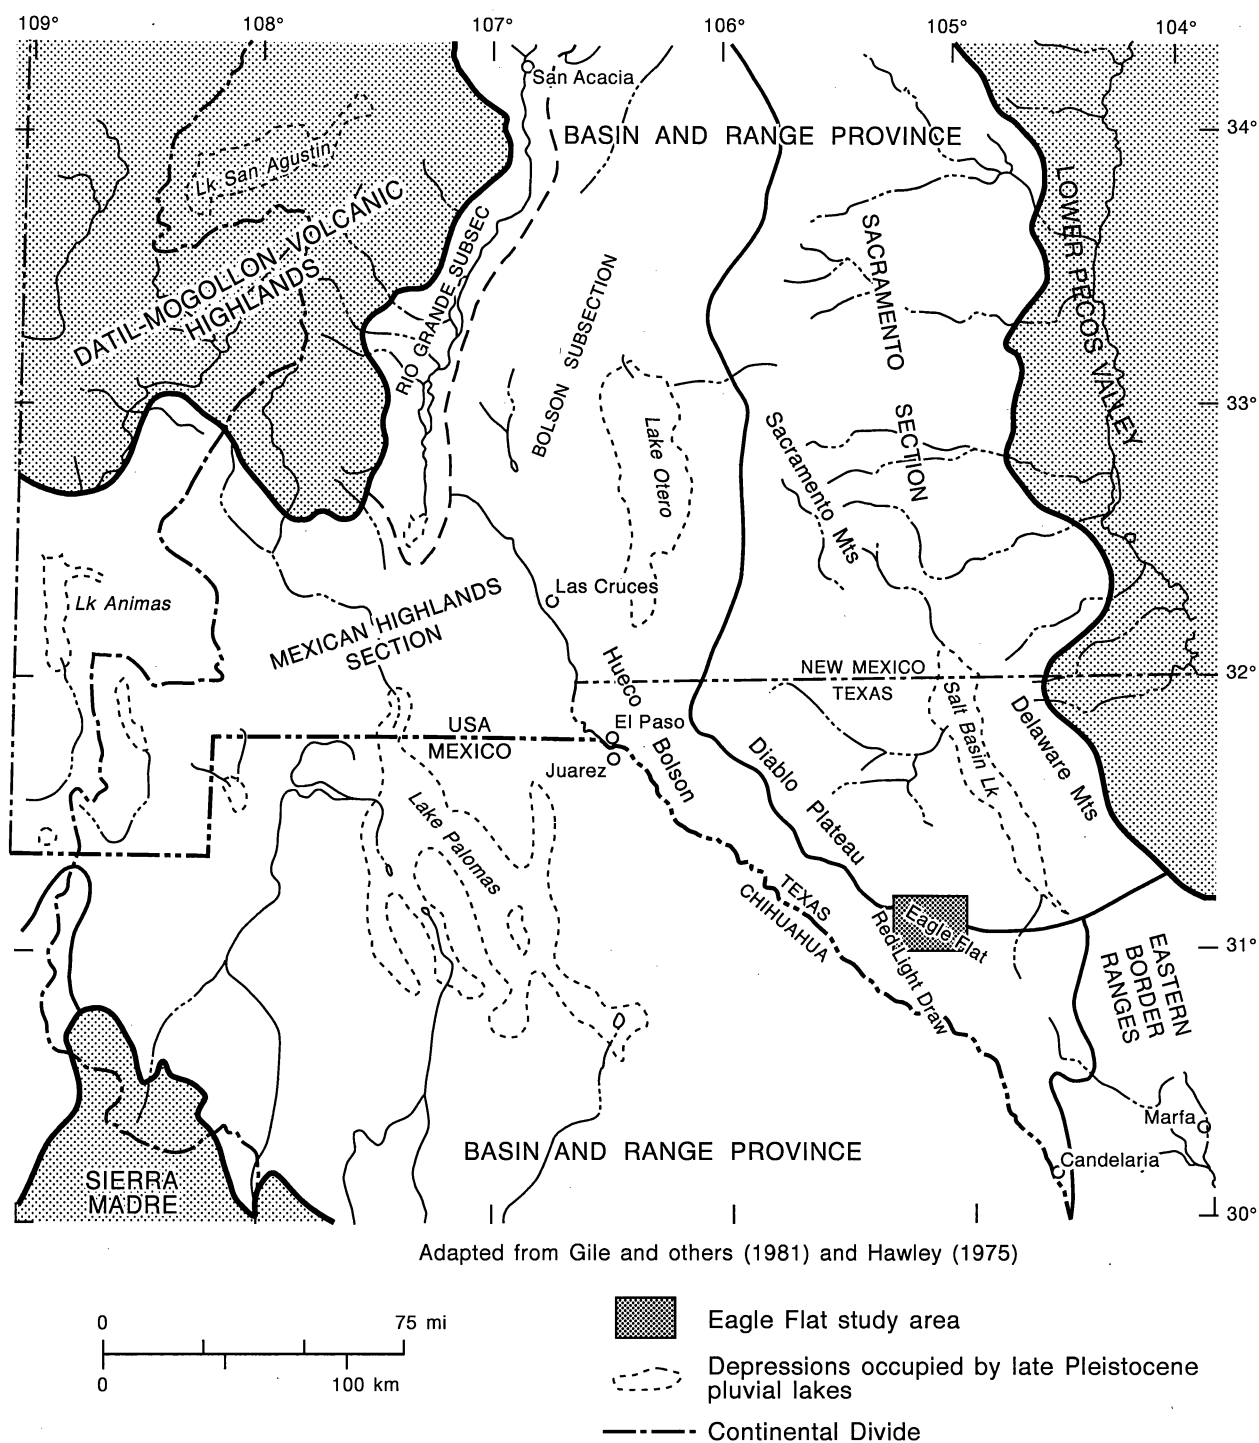 109°
108°
107°
106°
105°
104°
San Acacia
34°
BASIN AND RANGE PROVINCE
Lk San Agustin
DATIL-MOGOLLON VOLCANIC
HIGHLANDS
RIO GRANDE SUBSEC
BOLSON SUBSECTION
SACRAMENTO
SECTION
LOWER PECOS VALLEY
33°
Lake Otero
Sacramento Mts
Las Cruces
Lk Animas
MEXICAN HIGHLANDS
SECTION
Hueco
Bolson
NEW MEXICO
TEXAS
32°
Salt Basin Lk
Delaware Mts
USA
MEXICO
El Paso
Juarez
Diablo Plateau
Lake Palomas
TEXAS
CHIHUAHUA
Eagle Flat
Red Light Draw
31°
EASTERN
BORDER
RANGES
Marfa
Candelaria
BASIN AND RANGE PROVINCE
SIERRA
MADRE
30°
Adapted from Gile and others (1981) and Hawley (1975)
0
75 mi
0
100 km
Eagle Flat study area
Depressions occupied by late Pleistocene
pluvial lakes
Continental Divide